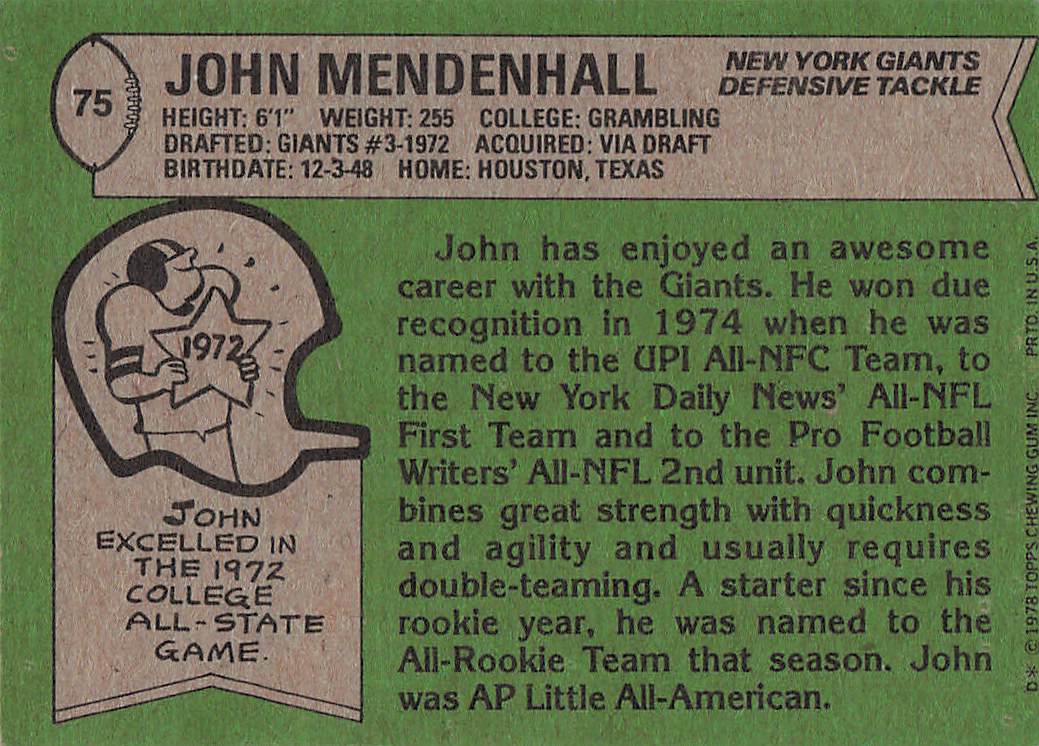 75
JOHN MENDENHALL
NEW YORK GIANTS
DEFENSIVE TACKLE
HEIGHT: 6'1" WEIGHT: 255 COLLEGE: GRAMBLING
DRAFTED: GIANTS #3-1972 ACQUIRED: VIA DRAFT
BIRTHDATE: 12-3-48 HOME: HOUSTON, TEXAS
1972
JOHN
EXCELLED IN
THE 1972
COLLEGE
ALL-STATE
GAME.
John has enjoyed an awesome
career with the Giants. He won due
recognition in 1974 when he was
named to the UPI All-NFC Team, to
the New York Daily News' All-NFL
First Team and to the Pro Football
Writers' All-NFL 2nd unit. John com-
bines great strength with quickness
and agility and usually requires
double-teaming. A starter since his
rookie year, he was named to the
All-Rookie Team that season. John
was AP Little All-American.
D* © 1978 TOPPS CHEWING GUM INC. PRTD. IN U.S.A.